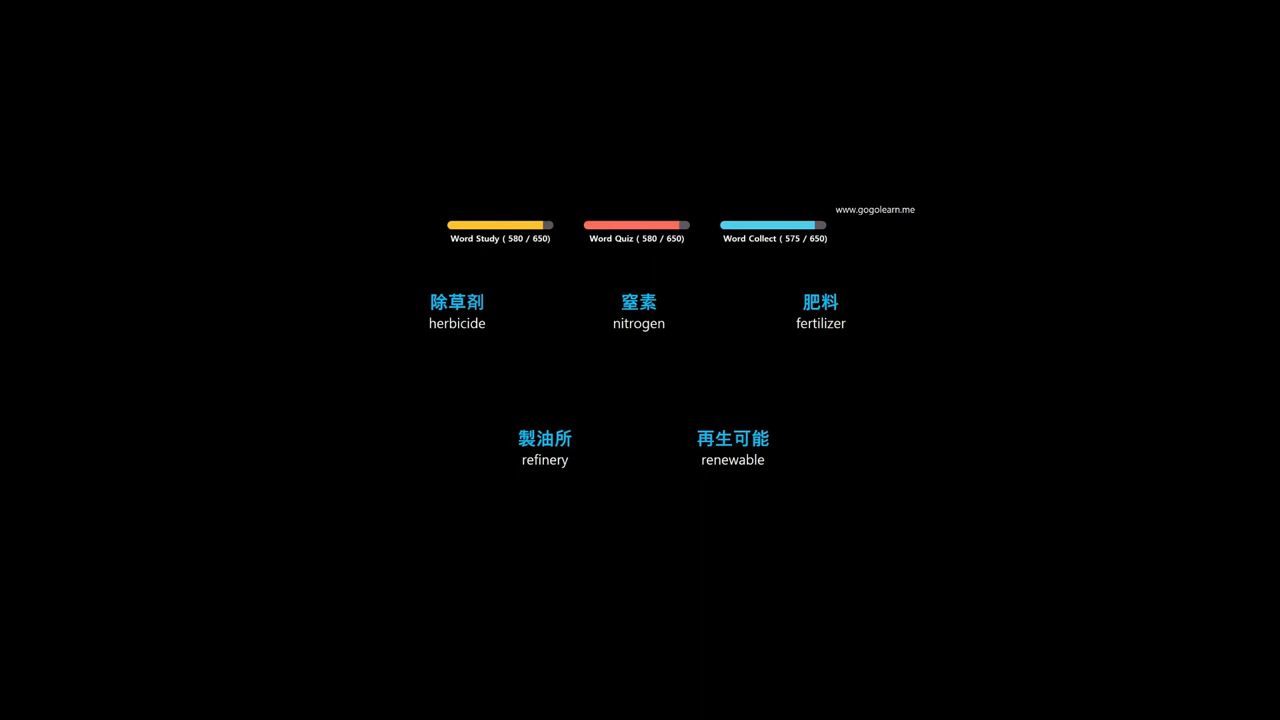 www.gogolearn.me
Word Study ( 580 / 650)
Word Quiz ( 580 / 650)
Word Collect ( 575 / 650)
除草剤
herbicide
窒素
nitrogen
肥料
fertilizer
製油所
refinery
再生可能
renewable